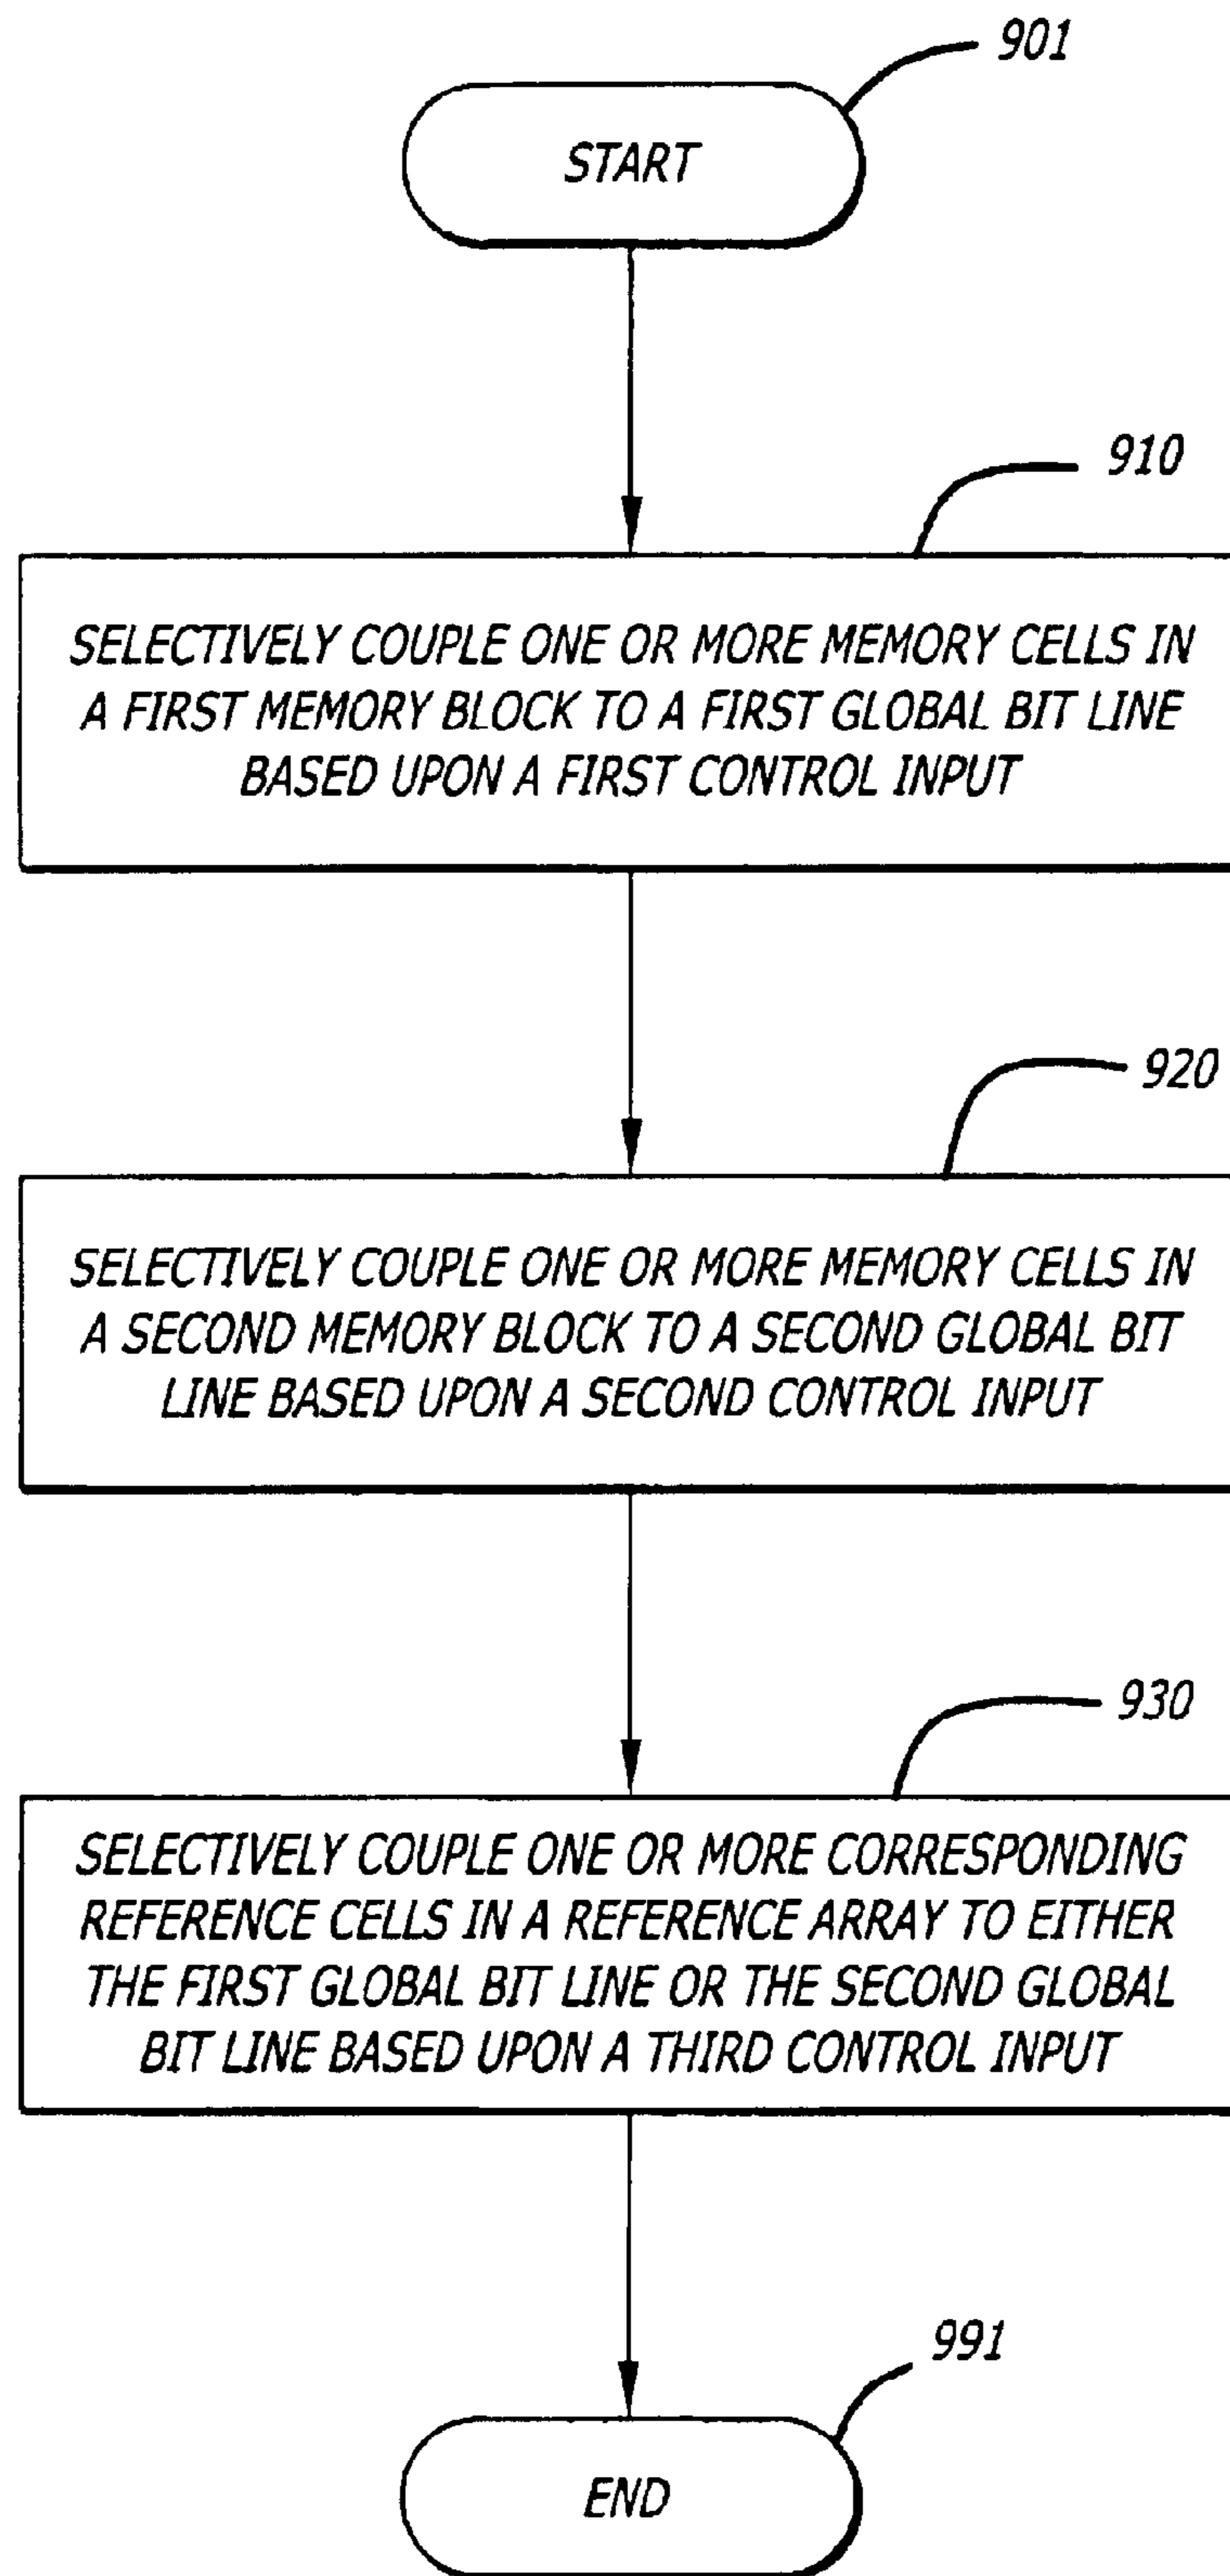 901
START
910
SELECTIVELY COUPLE ONE OR MORE MEMORY CELLS IN
A FIRST MEMORY BLOCK TO A FIRST GLOBAL BIT LINE
BASED UPON A FIRST CONTROL INPUT
920
SELECTIVELY COUPLE ONE OR MORE MEMORY CELLS IN
A SECOND MEMORY BLOCK TO A SECOND GLOBAL BIT
LINE BASED UPON A SECOND CONTROL INPUT
930
SELECTIVELY COUPLE ONE OR MORE CORRESPONDING
REFERENCE CELLS IN A REFERENCE ARRAY TO EITHER
THE FIRST GLOBAL BIT LINE OR THE SECOND GLOBAL
BIT LINE BASED UPON A THIRD CONTROL INPUT
991
END